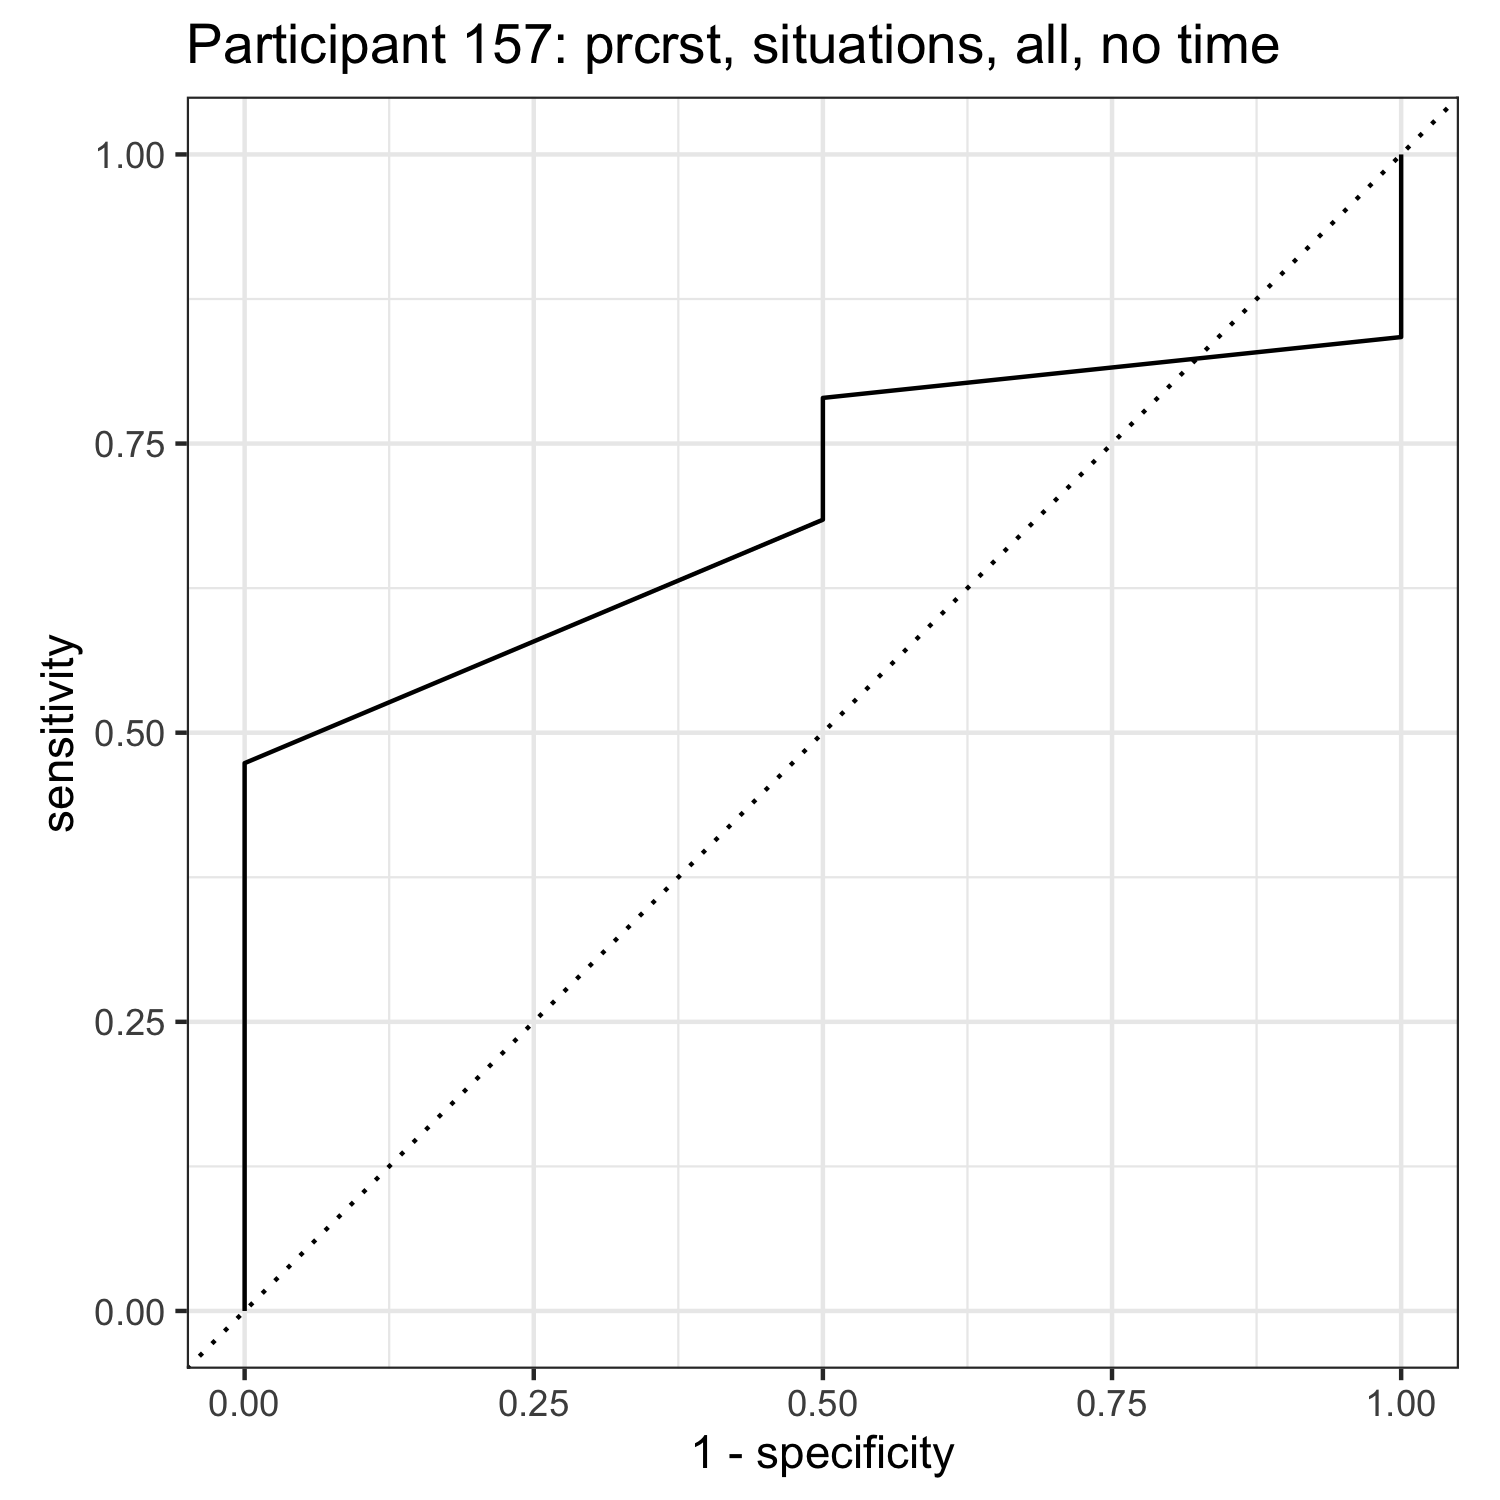 Participant 157: prcrst, situations, all, no time
1.00
0.75
0.50
0.25
0.00
sensitivity
0.00 0.25 0.50 0.75 1.00
1 - specificity